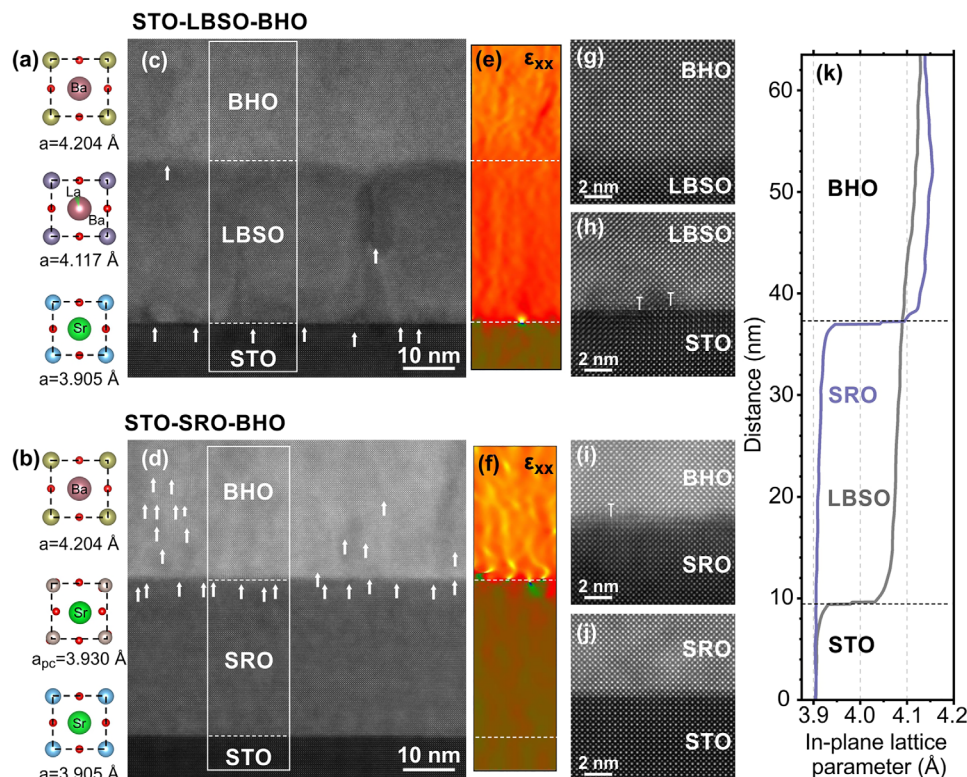 STO-LBSO-BHO
(a)
Ba
a=4.204 Å
La
Ba
a=4.117 Å
Sr
a=3.905 Å
(c)
BHO
LBSO
STO
10 nm
(e)
εxx
(g)
BHO
LBSO
2 nm
(h)
LBSO
T T
STO
2 nm
STO-SRO-BHO
(b)
Ba
a=4.204 Å
Sr
apc=3.930 Å
Sr
a=3.905 Å
(d)
BHO
SRO
STO
10 nm
(f)
εxx
(i)
BHO
T
SRO
2 nm
(j)
SRO
STO
2 nm
(k)
60
50
40
30
20
10
0
Distance (nm)
BHO
SRO
LBSO
STO
3.9 4.0 4.1 4.2
In-plane lattice
parameter (Å)